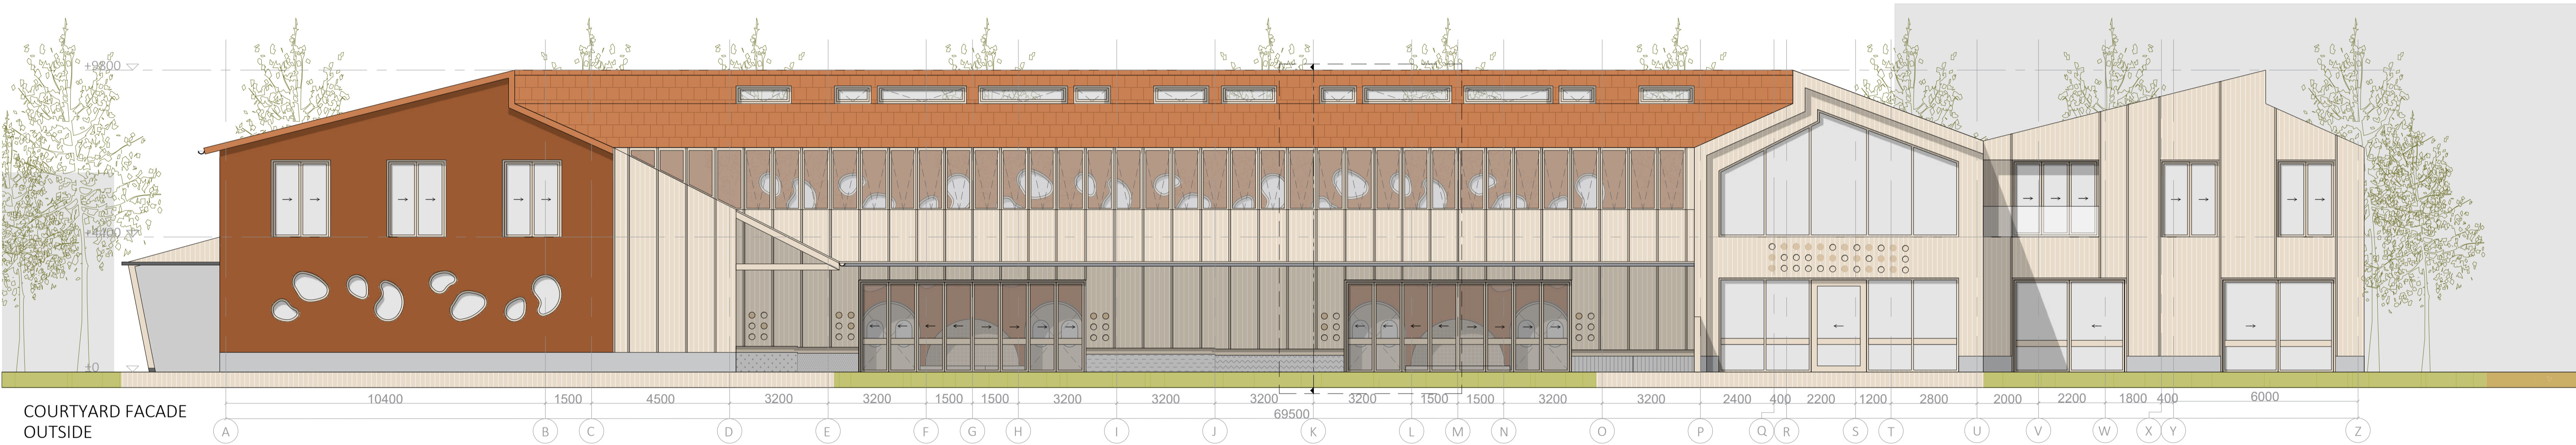 +9800
+4400
±0
10400 1500 4500 3200 3200 1500 1500 3200 3200 3200 3200 1500 1500 3200 3200 2400 400 2200 1200 2800 2000 2200 1800 400 6000
69500
COURTYARD FACADE
OUTSIDE
A B C D E F G H I J K L M N O P Q R S T U V W X Y Z